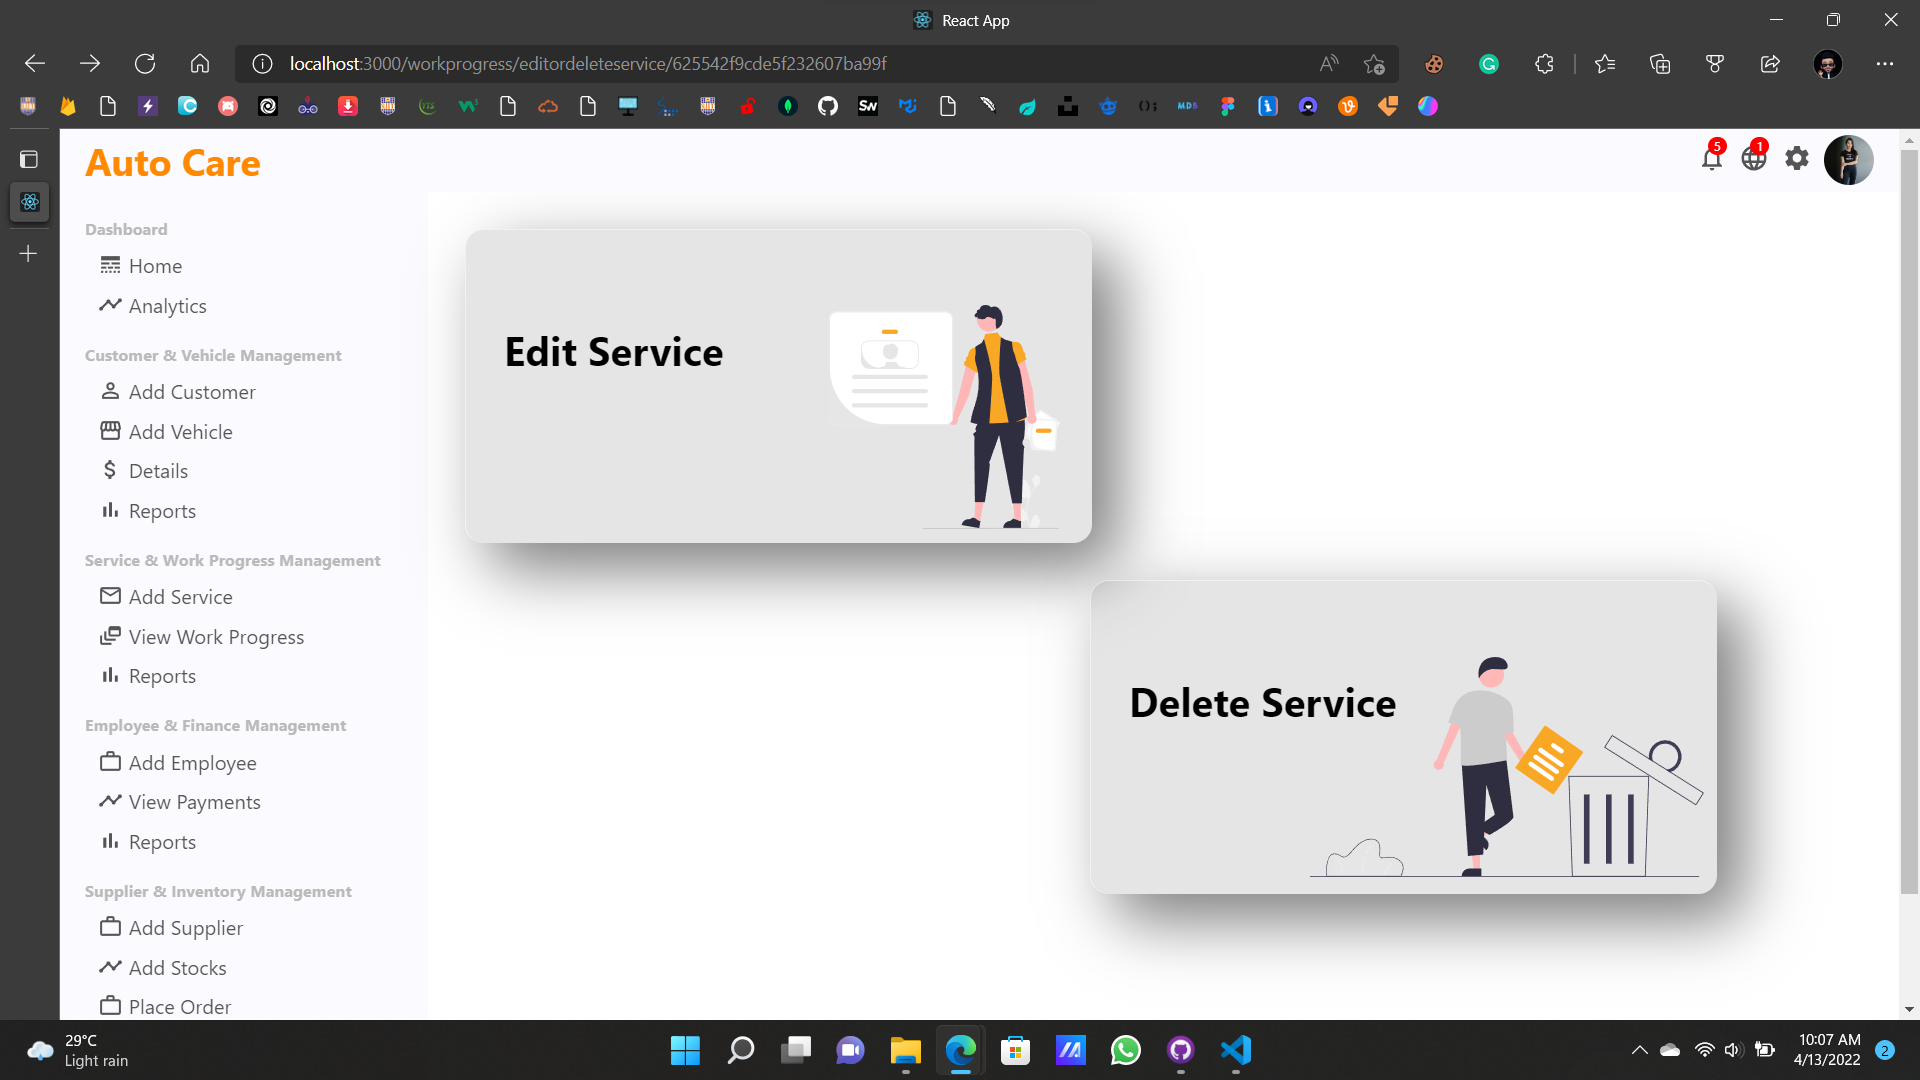 React App
localhost:3000/workprogress/editordeleteservice/625542f9cde5f232607ba99f
Auto Care
5
1
Dashboard
Home
Analytics
Customer & Vehicle Management
Add Customer
Add Vehicle
Details
Reports
Service & Work Progress Management
Add Service
View Work Progress
Reports
Employee & Finance Management
Add Employee
View Payments
Reports
Supplier & Inventory Management
Add Supplier
Add Stocks
Place Order
Edit Service
Delete Service
29°C
Light rain
10:07 AM
4/13/2022
2